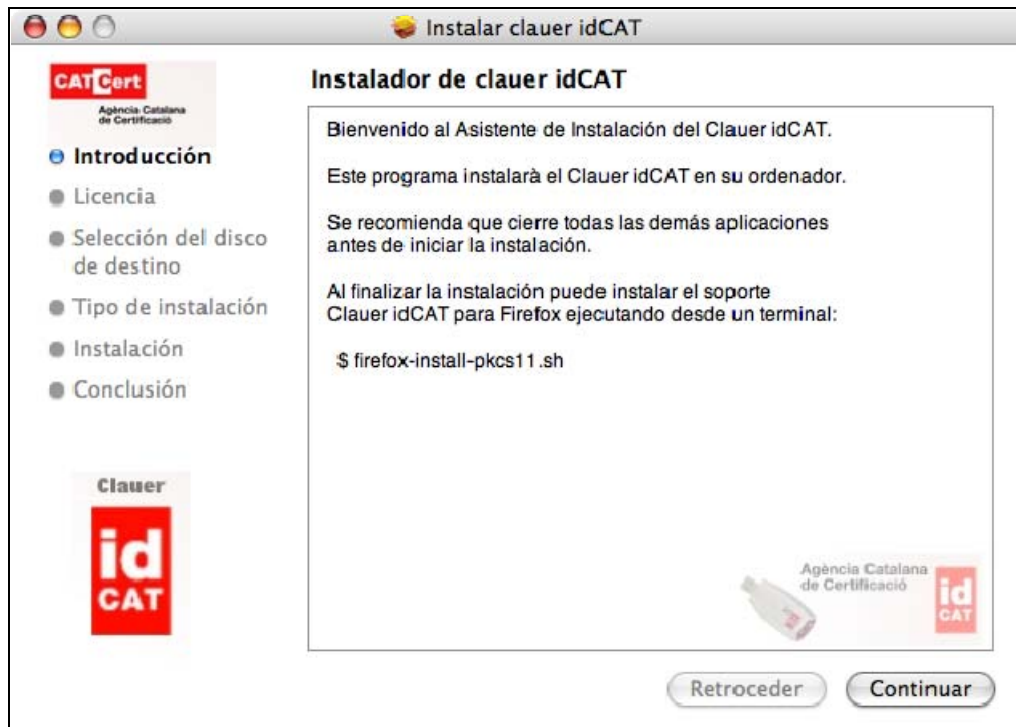 Instalar clauer idCAT
CATCert
Agència Catalana
de Certificació
Introducción
Licencia
Selección del disco
de destino
Tipo de instalación
Instalación
Conclusión
Clauer
id
CAT
Instalador de clauer idCAT
Bienvenido al Asistente de Instalación del Clauer idCAT.
Este programa instalarà el Clauer idCAT en su ordenador.
Se recomienda que cierre todas las demás aplicaciones
antes de iniciar la instalación.
Al finalizar la instalación puede instalar el soporte
Clauer idCAT para Firefox ejecutando desde un terminal:
$ firefox-install-pkcs11.sh
Agència Catalana
de Certificació
id
CAT
Retroceder
Continuar